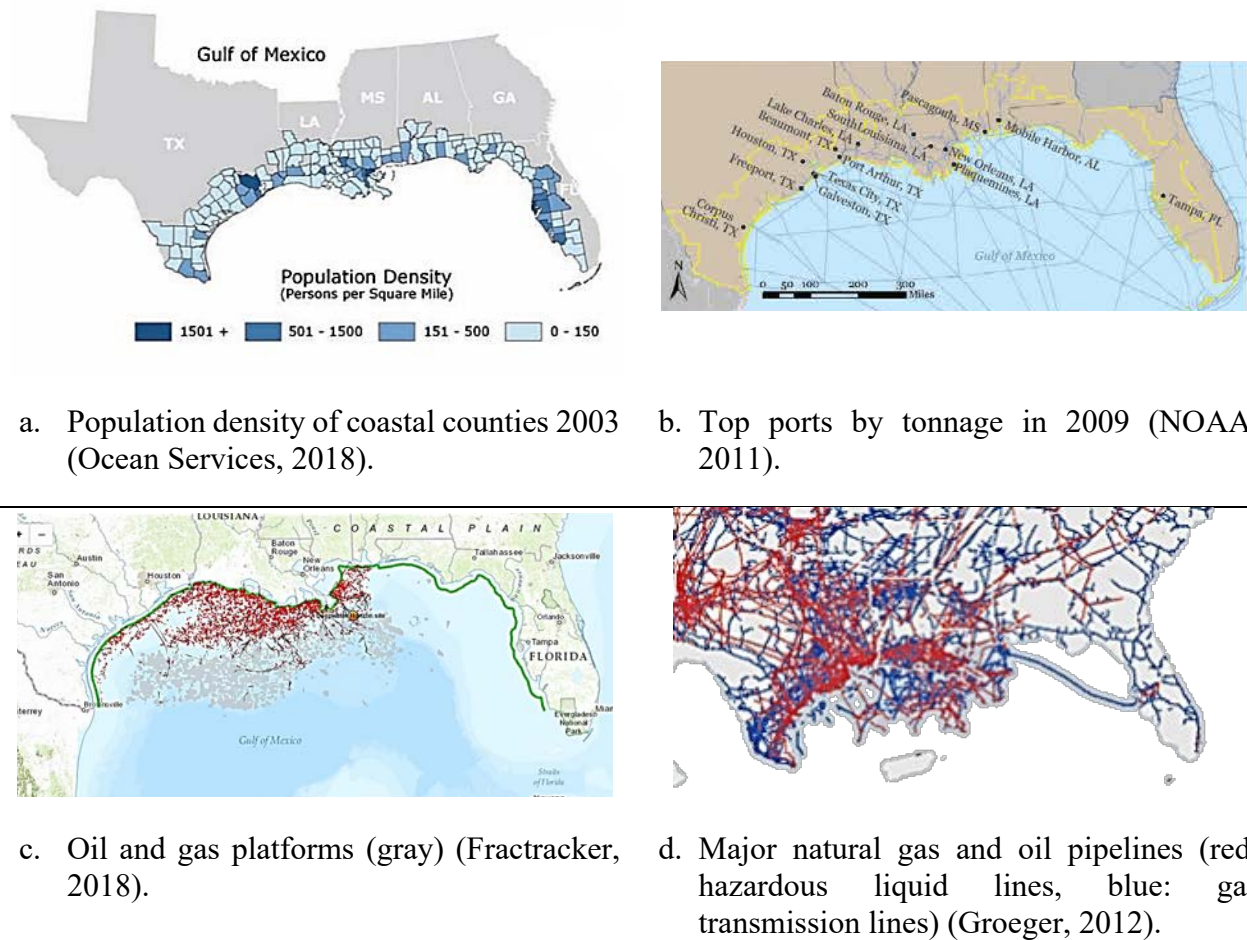 Gulf of Mexico
MS
AL
GA
LA
TX
FL
Population Density
(Persons per Square Mile)
1501 +
501 - 1500
151 - 500
0 - 150
Pascagoula, MS
Baton Rouge, LA
Mobile Harbor, AL
Lake Charles, LA
South Louisiana, LA
Beaumont, TX
New Orleans, LA
Houston, TX
Port Arthur, TX
Plaquemines, LA
Freeport, TX
Texas City, TX
Galveston, TX
Tampa, FL
Corpus
Christi, TX
Gulf of Mexico
N
0 50 100 200 300
Miles
a. Population density of coastal counties 2003
(Ocean Services, 2018).
b. Top ports by tonnage in 2009 (NOAA
2011).
LOUISIANA
COASTAL PLAIN
Baton
Rouge
Tallahassee
Jacksonville
Austin
New
Orleans
San
Antonio
Houston
Orlando
Tampa
FLORIDA
Everglades
National
Park
Gulf of Mexico
Straits
of Florida
c. Oil and gas platforms (gray) (Fractracker,
2018).
d. Major natural gas and oil pipelines (red
hazardous liquid lines, blue: ga
transmission lines) (Groeger, 2012).